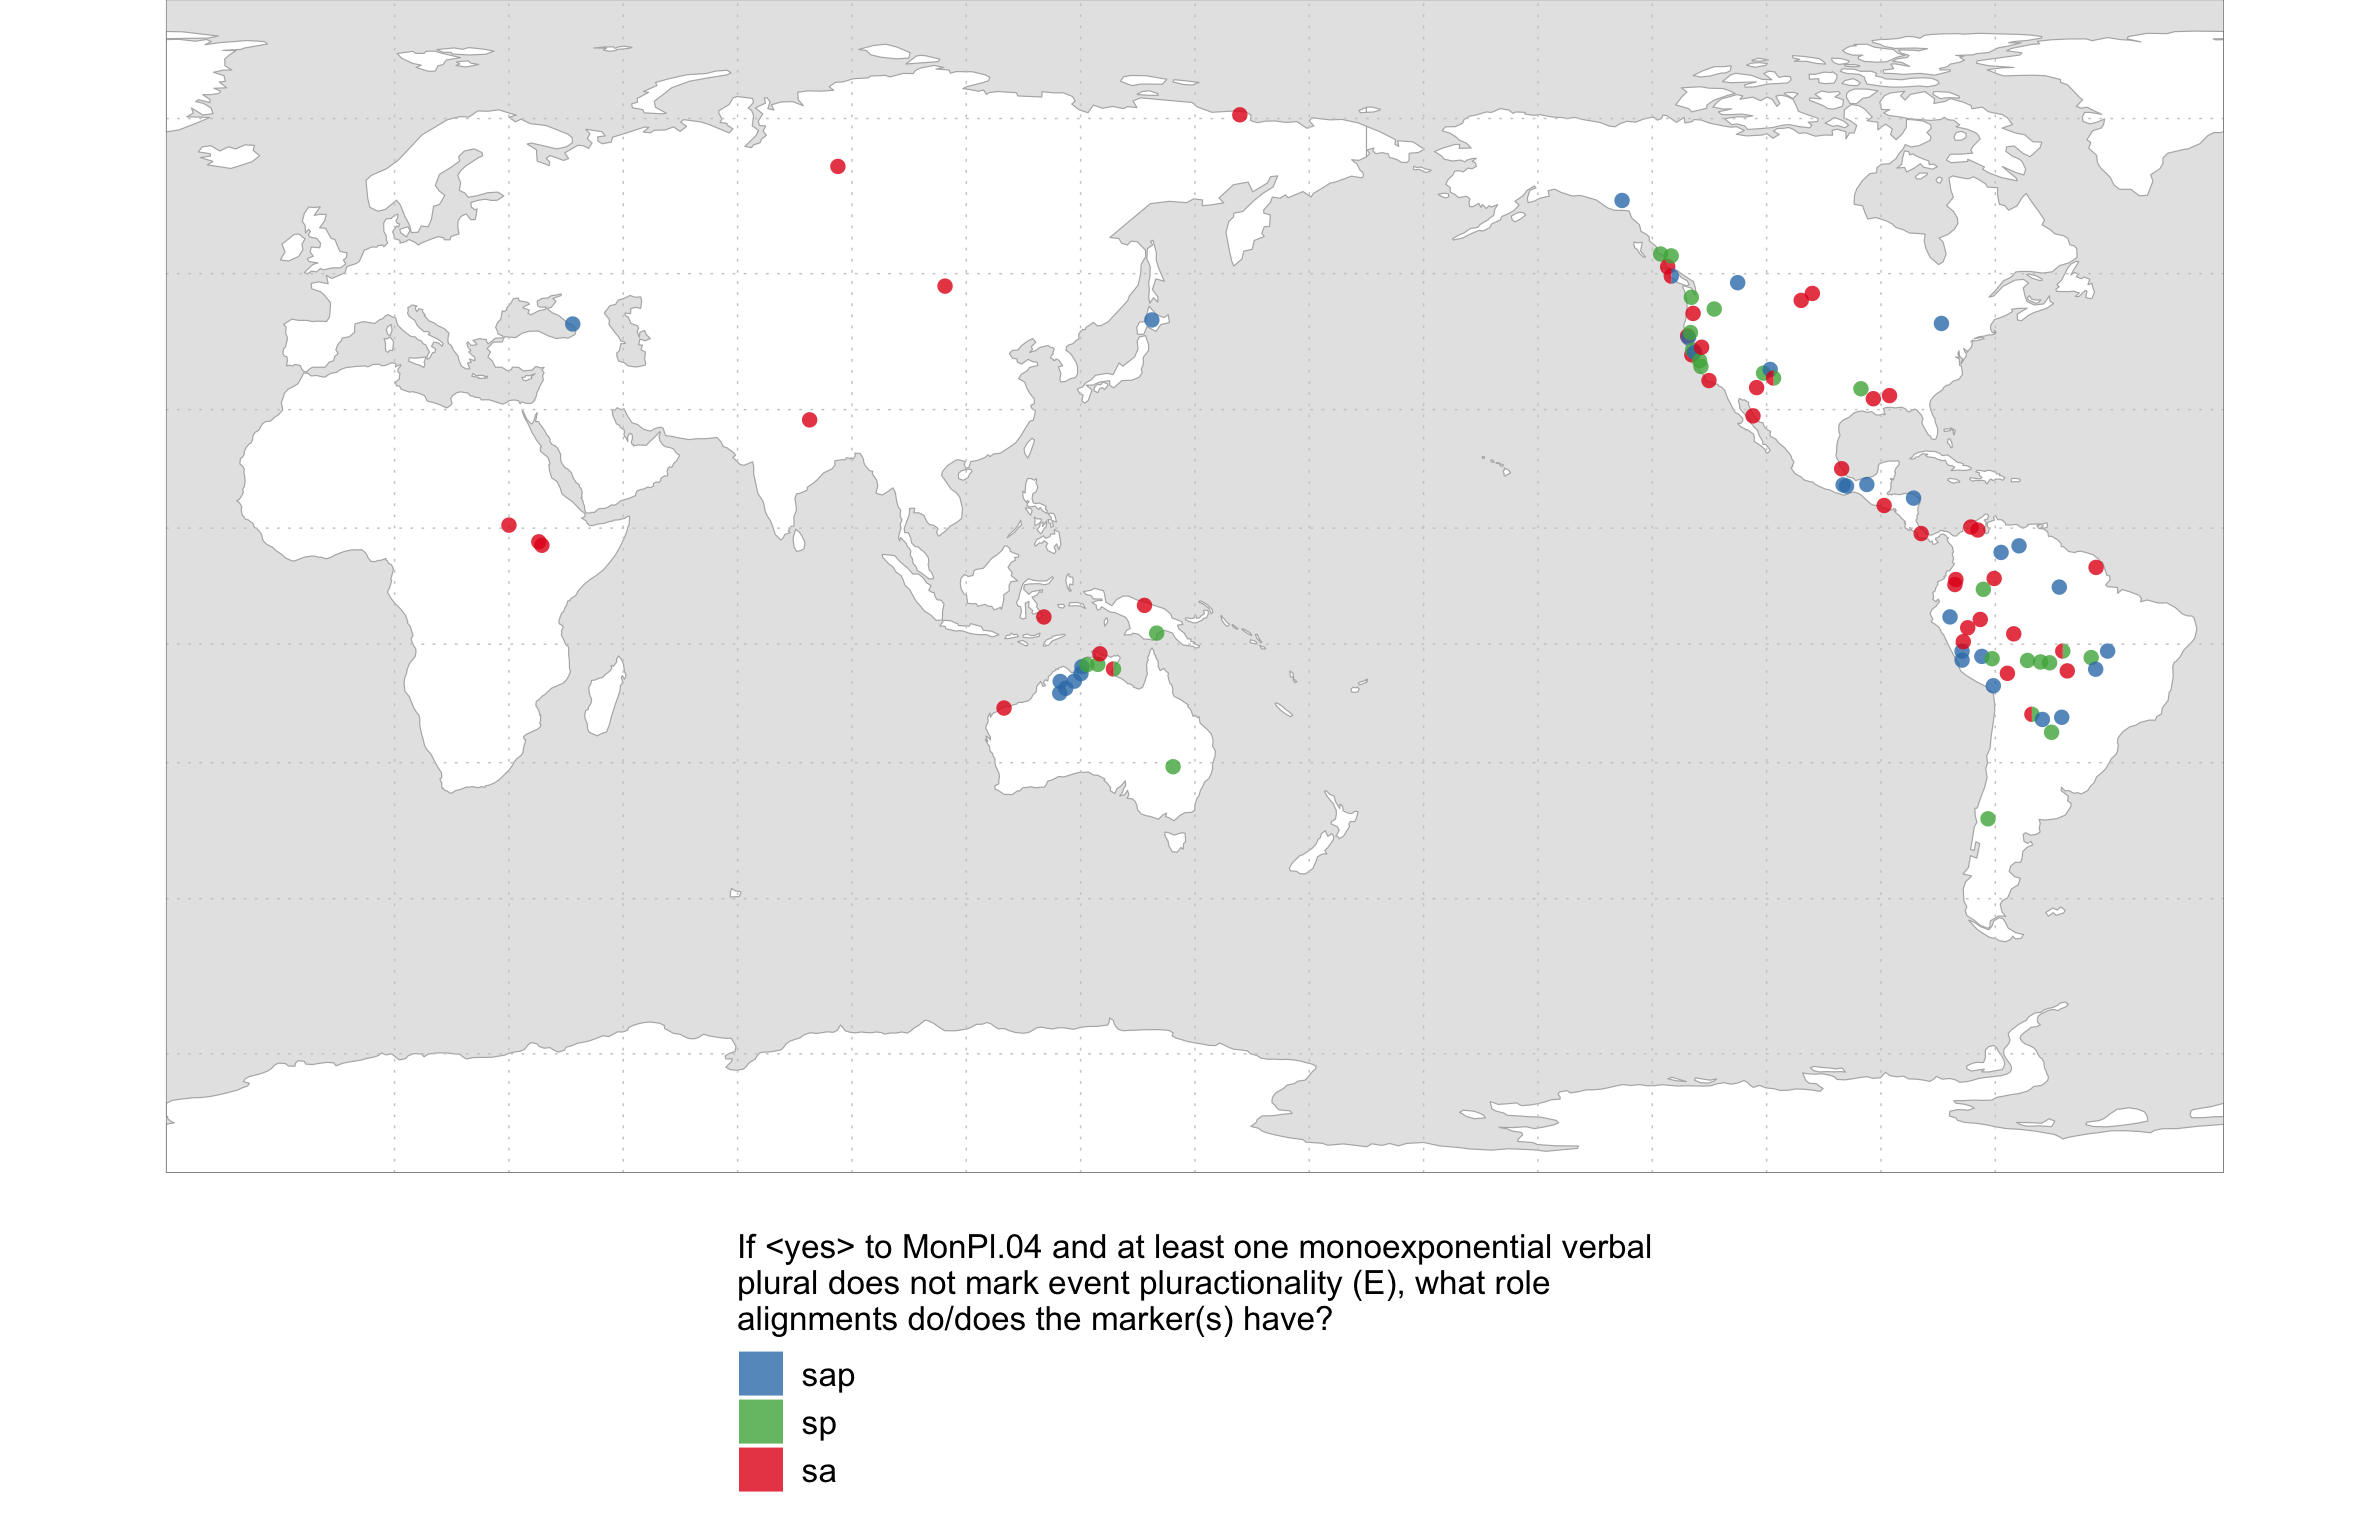 If <yes> to MonPl.04 and at least one monoexponential verbal
plural does not mark event pluractionality (E), what role
alignments do/does the marker(s) have?
sap
sp
sa